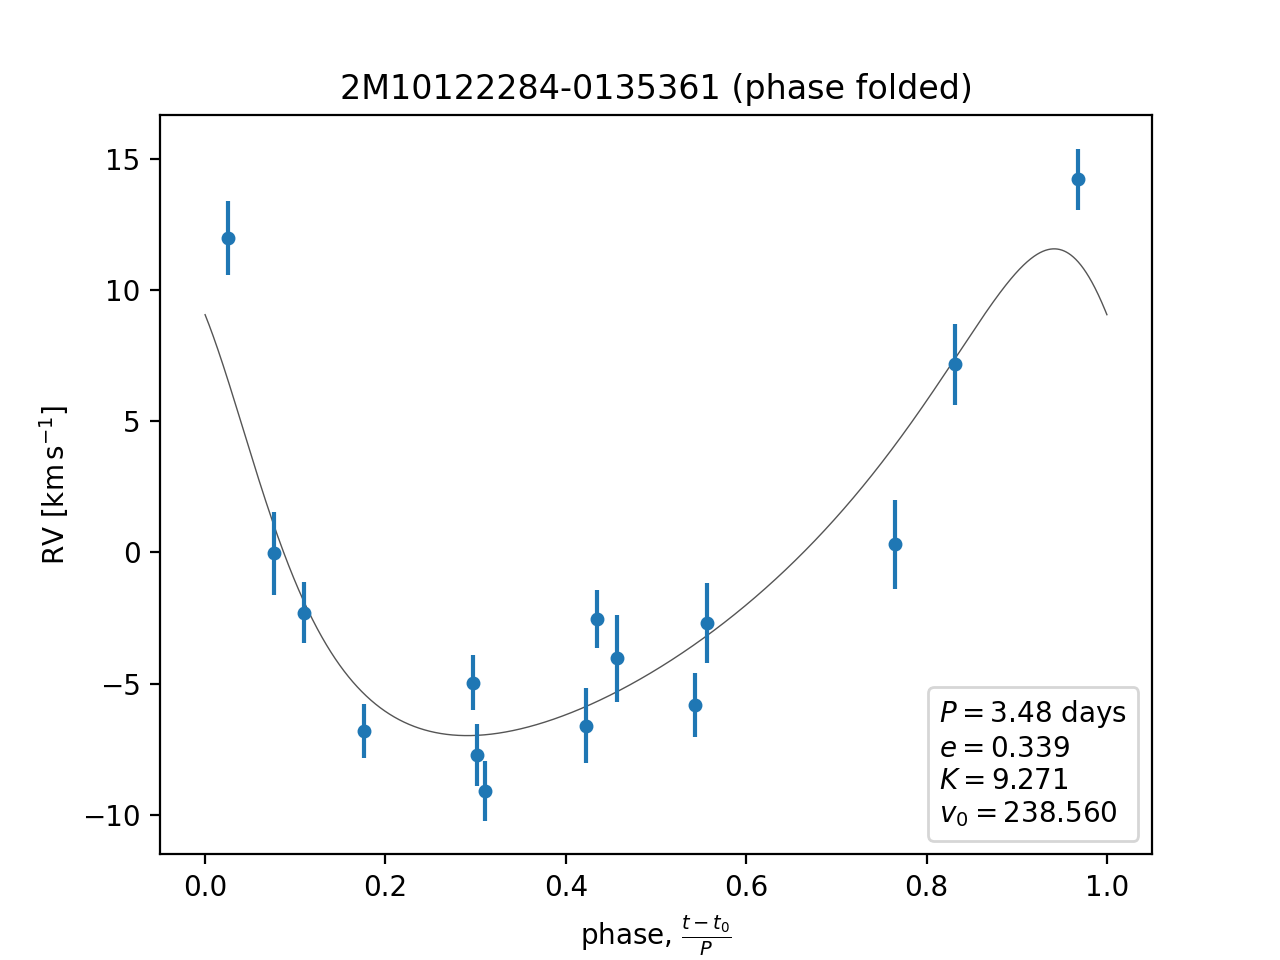 2M10122284-0135361 (phase folded)
15
10
5
0
−5
−10
RV [km s⁻¹]
P = 3.48 days
e = 0.339
K = 9.271
v₀ = 238.560
0.0 0.2 0.4 0.6 0.8 1.0
phase, (t − t₀)/P